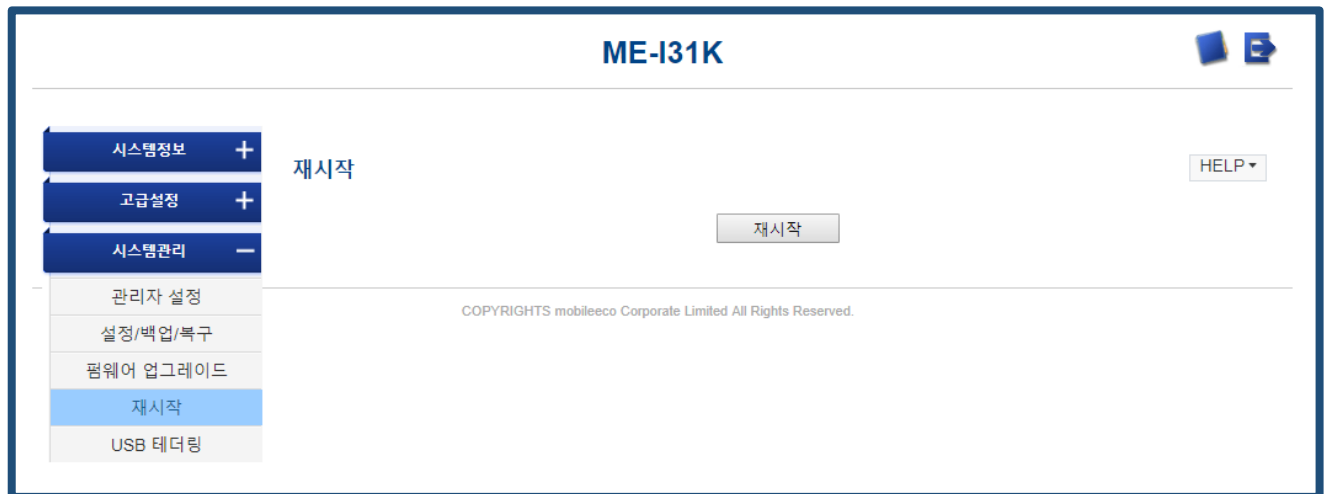 ME-I31K
시스템정보
고급설정
시스템관리
관리자 설정
설정/백업/복구
펌웨어 업그레이드
재시작
USB 테더링
재시작
HELP
재시작
COPYRIGHTS mobileeco Corporate Limited All Rights Reserved.